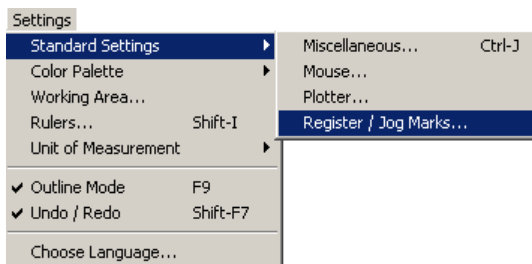 Settings
Standard Settings
Color Palette
Working Area...
Rulers... Shift-I
Unit of Measurement
Outline Mode F9
Undo / Redo Shift-F7
Choose Language...
Miscellaneous... Ctrl-J
Mouse...
Plotter...
Register / Jog Marks...